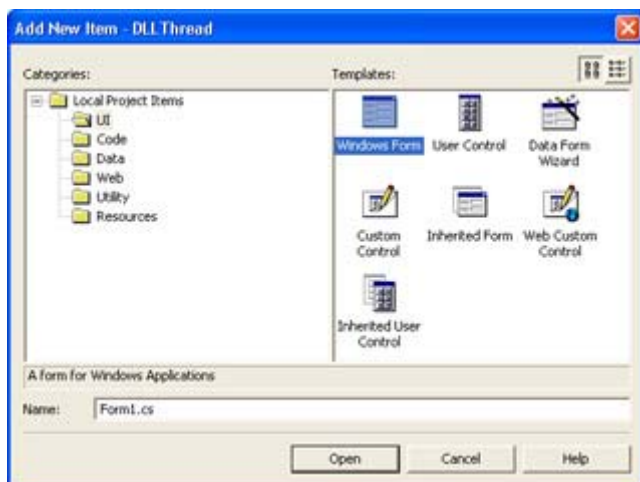 Add New Item - DLLThread
Categories:
Templates:
Local Project Items
UI
Code
Data
Web
Utility
Resources
Windows Form
User Control
Data Form
Wizard
Custom
Control
Inherited Form
Web Custom
Control
Inherited User
Control
A form for Windows Applications
Name:
Form1.cs
Open
Cancel
Help